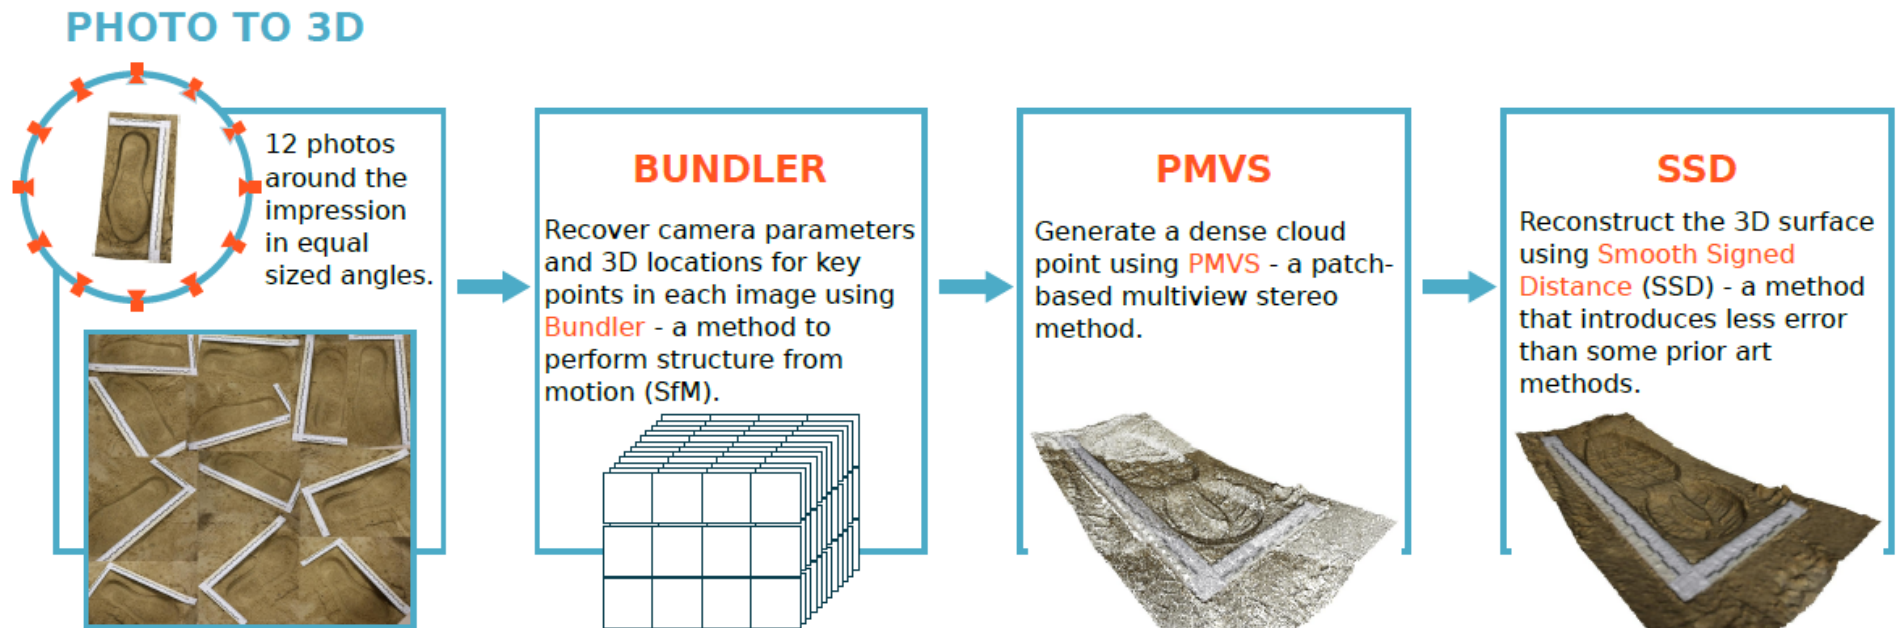 PHOTO TO 3D
12 photos
around the
impression
in equal
sized angles.
BUNDLER
Recover camera parameters
and 3D locations for key
points in each image using
Bundler - a method to
perform structure from
motion (SfM).
PMVS
Generate a dense cloud
point using PMVS - a patch-
based multiview stereo
method.
SSD
Reconstruct the 3D surface
using Smooth Signed
Distance (SSD) - a method
that introduces less error
than some prior art
methods.